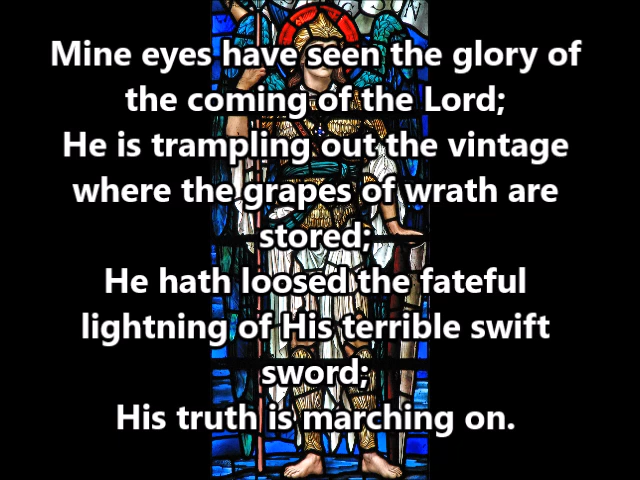 Mine eyes have seen the glory of
the coming of the Lord;
He is trampling out the vintage
where the grapes of wrath are
stored;
He hath loosed the fateful
lightning of His terrible swift
sword;
His truth is marching on.